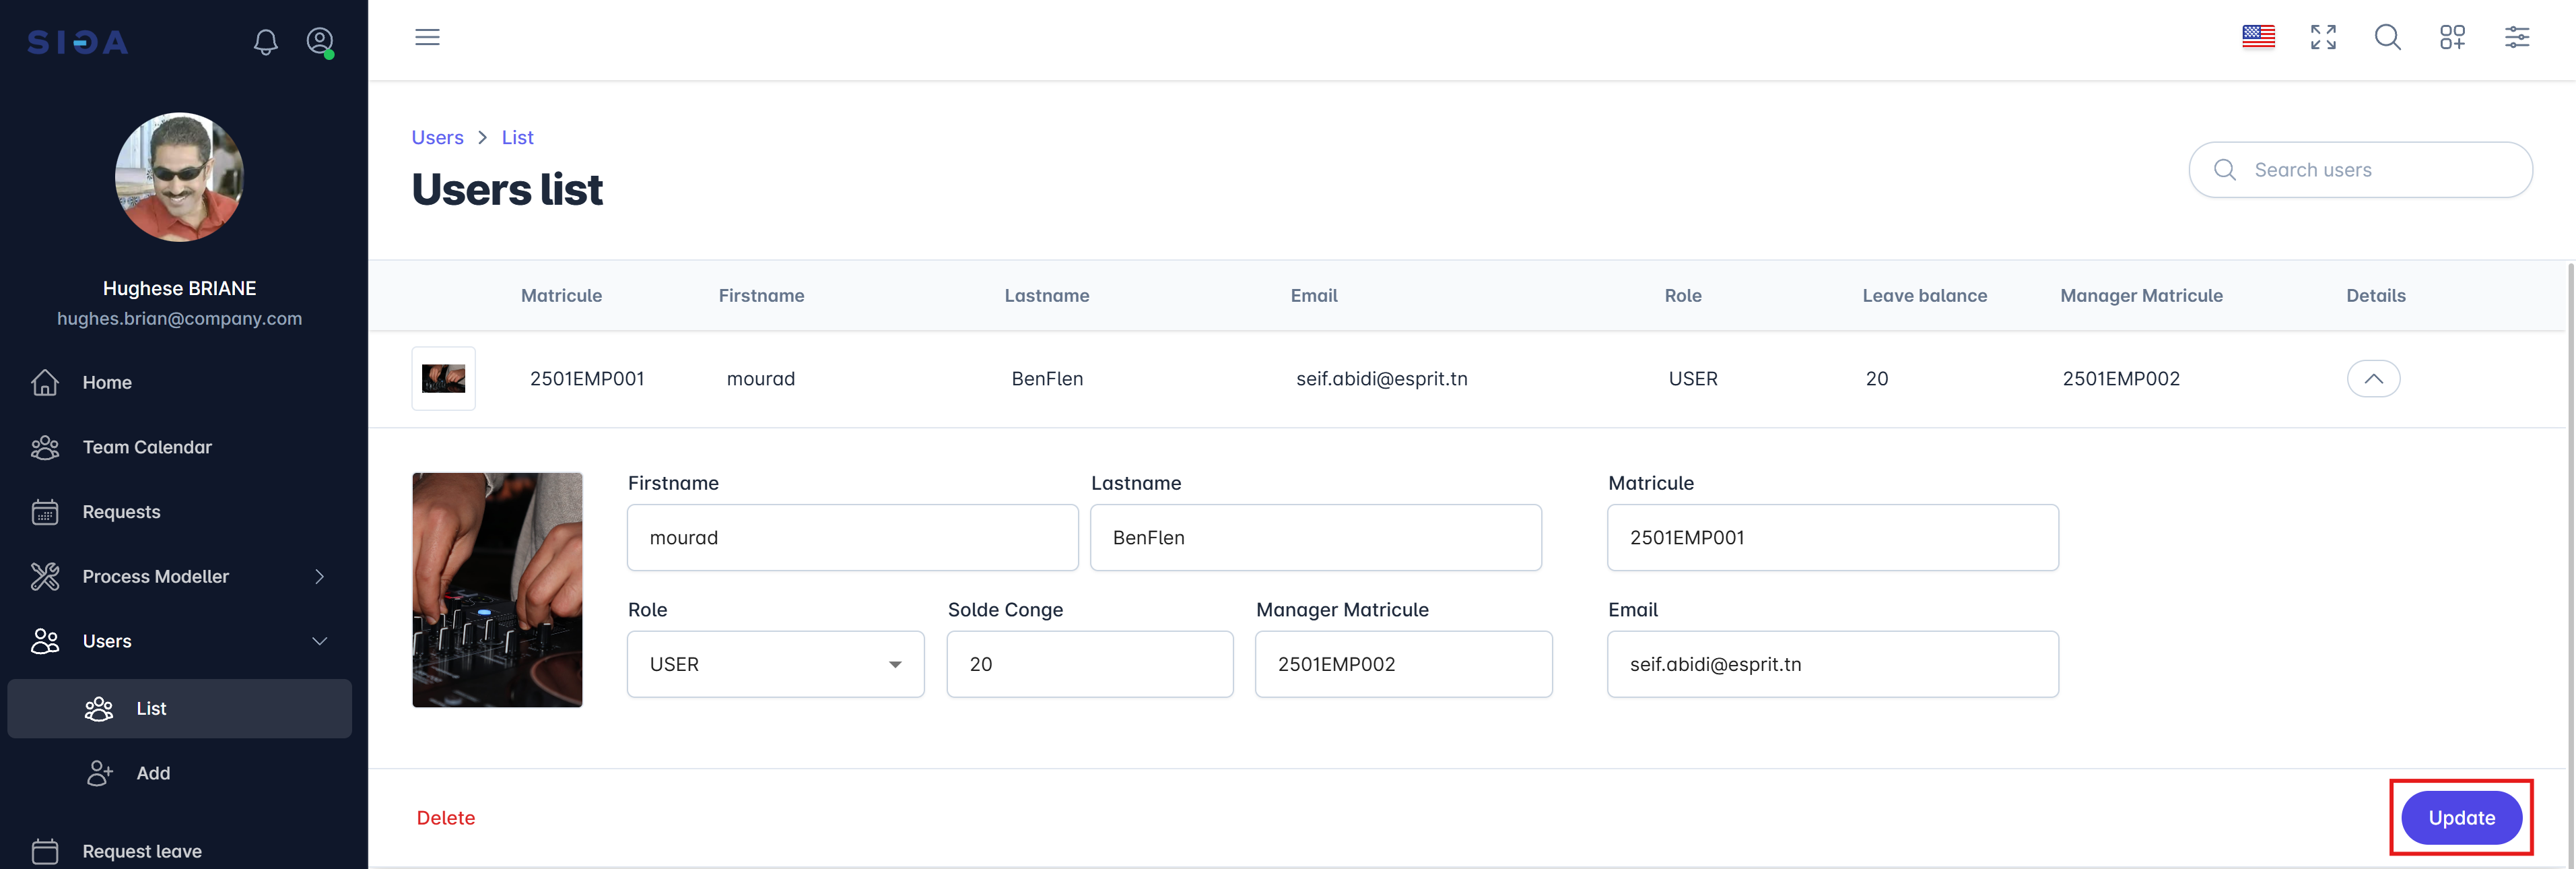 SIGA
Hughese BRIANE
hughes.brian@company.com
Home
Team Calendar
Requests
Process Modeller
Users
List
Add
Request leave
Users > List
Users list
Search users
Matricule Firstname Lastname Email Role Leave balance Manager Matricule Details
2501EMP001 mourad BenFlen seif.abidi@esprit.tn USER 20 2501EMP002
Firstname Lastname Matricule
mourad BenFlen 2501EMP001
Role Solde Conge Manager Matricule Email
USER 20 2501EMP002 seif.abidi@esprit.tn
Delete Update